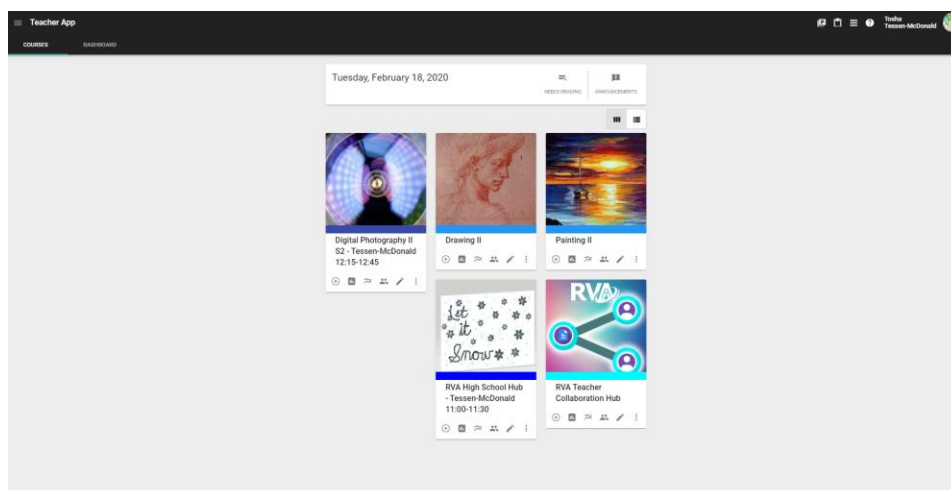 Teacher App
Tosha
Tessen-McDonald
COURSES
DASHBOARD
Tuesday, February 18, 2020
NEEDS GRADING
ANNOUNCEMENTS
Digital Photography II
S2 - Tessen-McDonald
12:15-12:45
Drawing II
Painting II
Let
it
Snow
RVA
RVA High School Hub
- Tessen-McDonald
11:00-11:30
RVA Teacher
Collaboration Hub